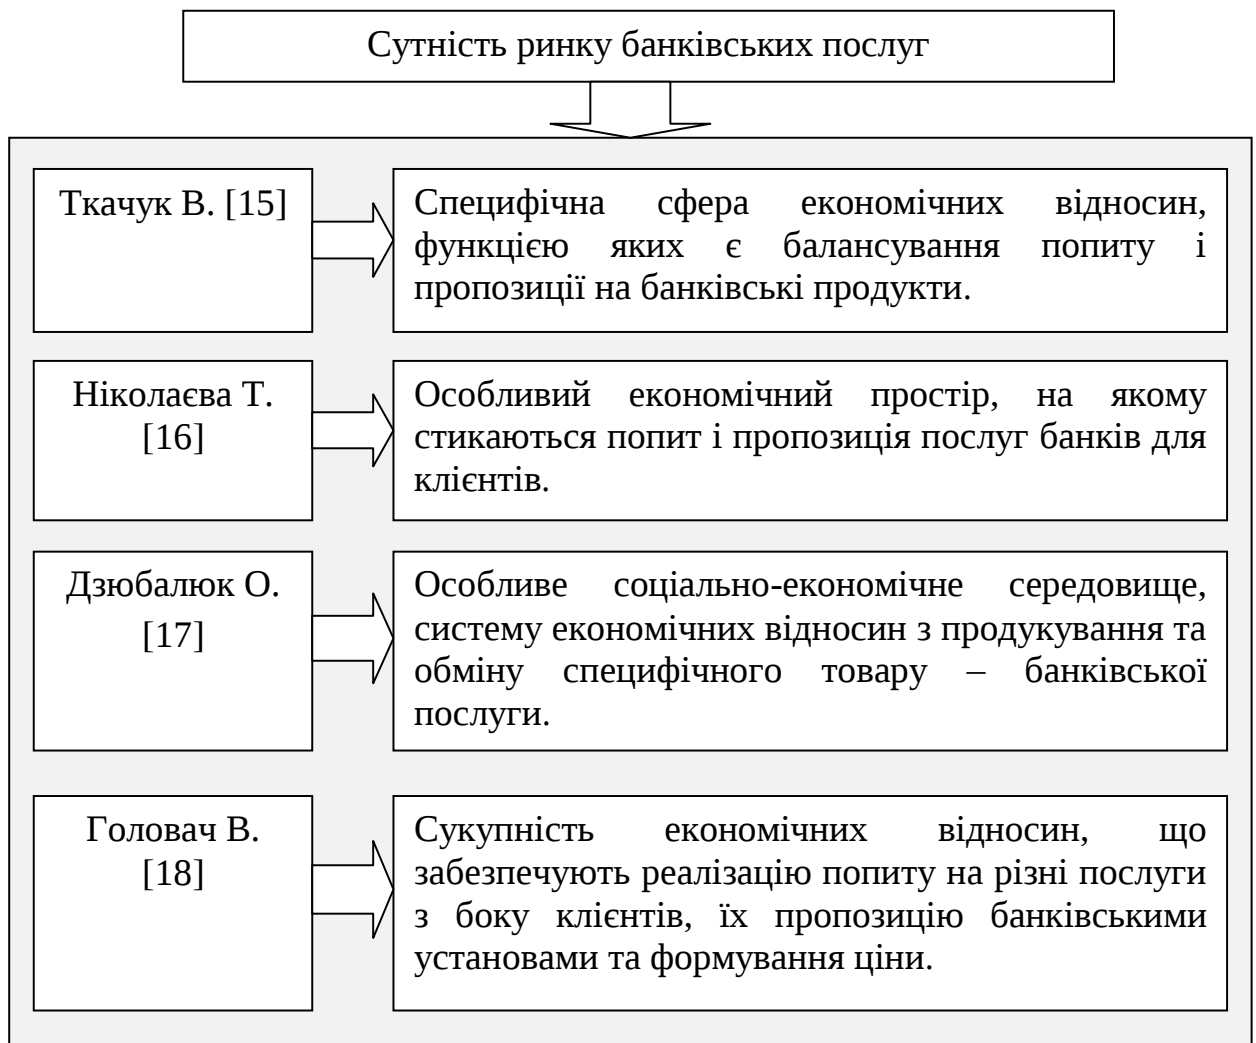 Сутність ринку банківських послуг
Ткачук В. [15]
Специфічна сфера економічних відносин,
функцією яких є балансування попиту і
пропозиції на банківські продукти.
Ніколаєва Т.
[16]
Особливий економічний простір, на якому
стикаються попит і пропозиція послуг банків для
клієнтів.
Дзюбалюк О.
[17]
Особливе соціально-економічне середовище,
систему економічних відносин з продукування та
обміну специфічного товару – банківської
послуги.
Головач В.
[18]
Сукупність економічних відносин, що
забезпечують реалізацію попиту на різні послуги
з боку клієнтів, їх пропозицію банківськими
установами та формування ціни.